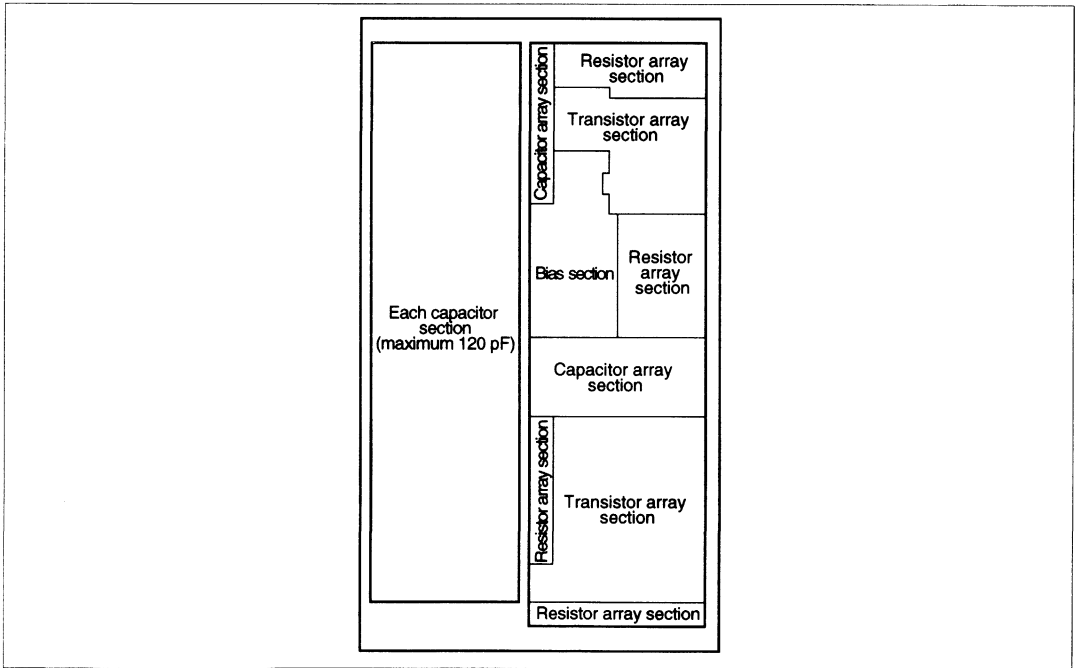 Each capacitor
section
(maximum 120 pF)
Capacitor array section
Resistor array
section
Transistor array
section
Bias section
Resistor
array
section
Capacitor array
section
Resistor array section
Transistor array
section
Resistor array section